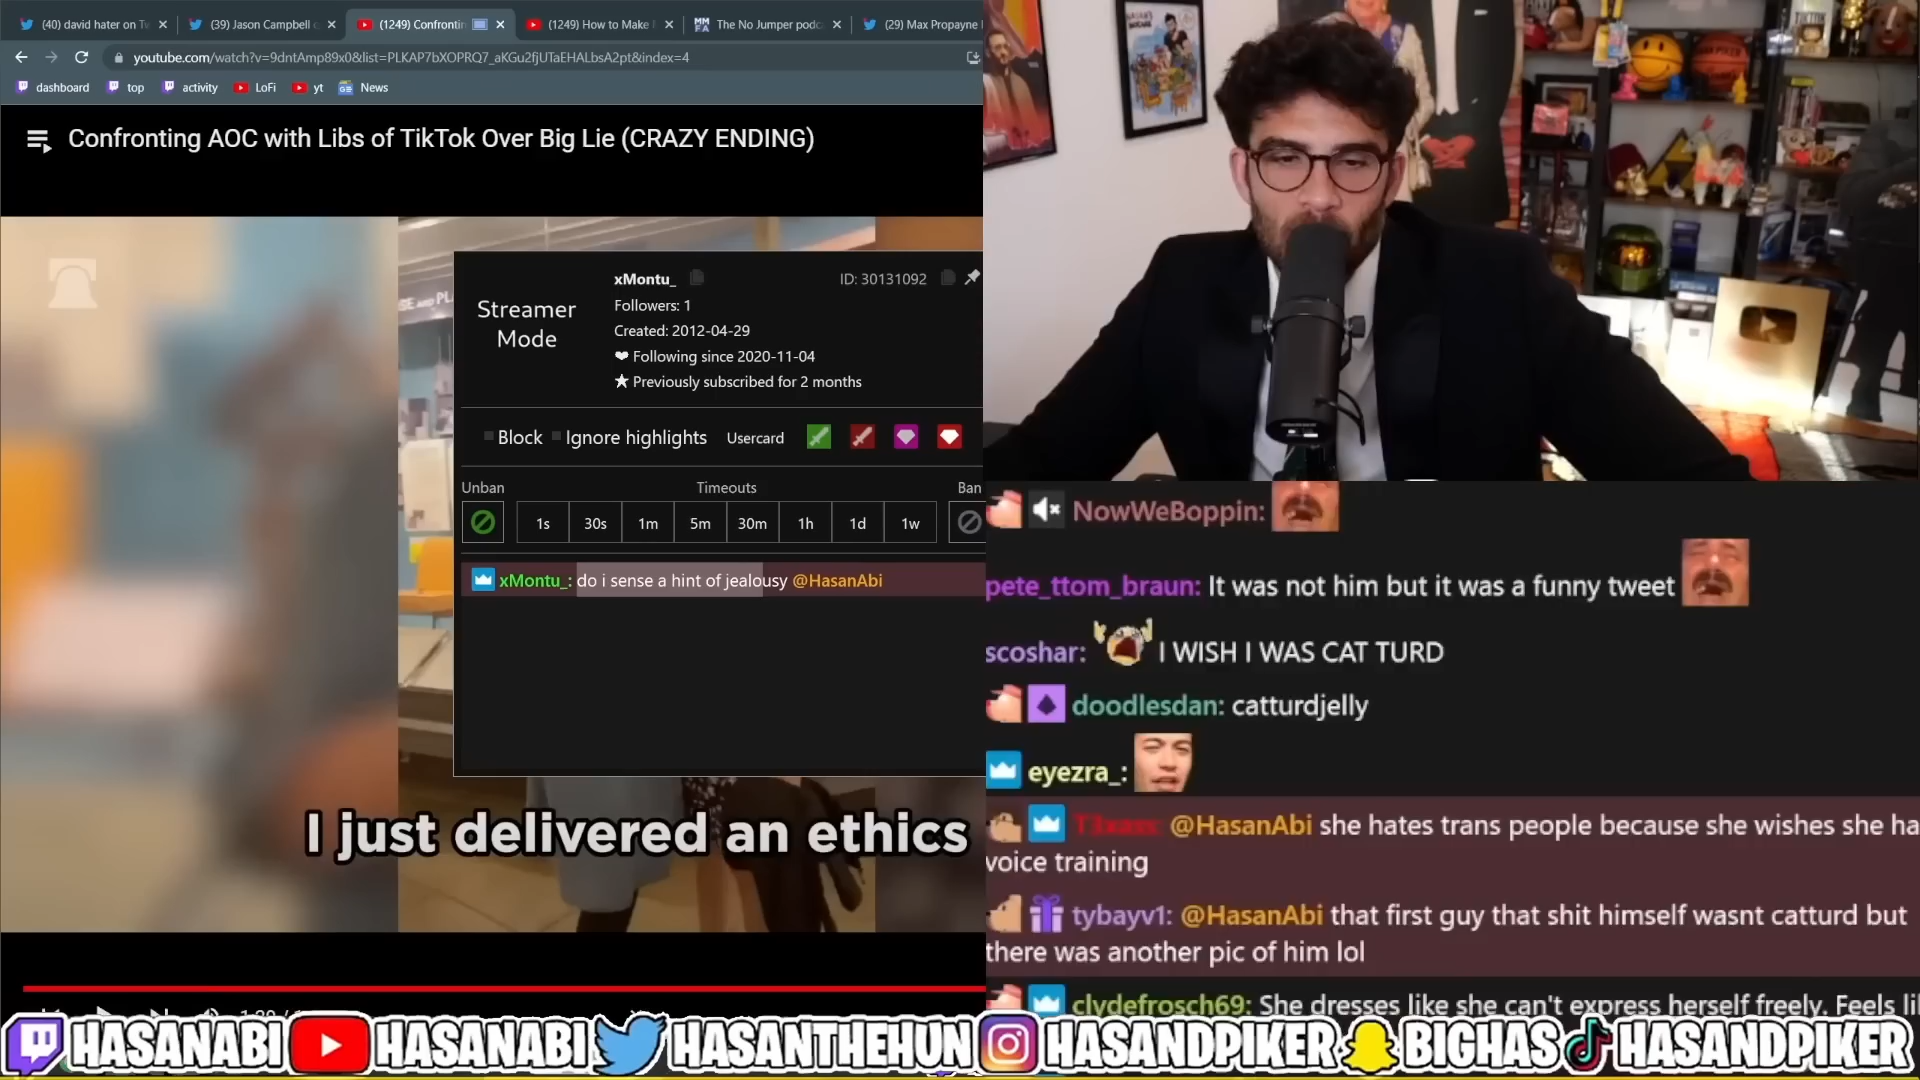 (40) david hater on Tw
(39) Jason Campbell
(1249) Confrontin
(1249) How to Make
The No Jumper podc
(29) Max Propayne
youtube.com/watch?v=9dntAmp89x0&list=PLKAP7bXOPRQ7_aKGu2fjUTaEHALbsA2pt&index=4
dashboard
top
activity
LoFi
yt
News
Confronting AOC with Libs of TikTok Over Big Lie (CRAZY ENDING)
Streamer
Mode
xMontu_
ID: 30131092
Followers: 1
Created: 2012-04-29
Following since 2020-11-04
Previously subscribed for 2 months
Block
Ignore highlights
Usercard
Unban
Timeouts
Ban
1s
30s
1m
5m
30m
1h
1d
1w
xMontu_: do i sense a hint of jealousy @HasanAbi
I just delivered an ethics
NowWeBoppin:
pete_ttom_braun: It was not him but it was a funny tweet
scoshar: I WISH I WAS CAT TURD
doodlesdan: catturdjelly
eyezra_:
@HasanAbi she hates trans people because she wishes she ha
voice training
tybayv1: @HasanAbi that first guy that shit himself wasnt catturd but
there was another pic of him lol
clydefrosch69: She dresses like she can't express herself freely. Feels li
HASANABI
HASANABI
HASANTHEHUN
HASANDPIKER
BIGHAS
HASANDPIKER